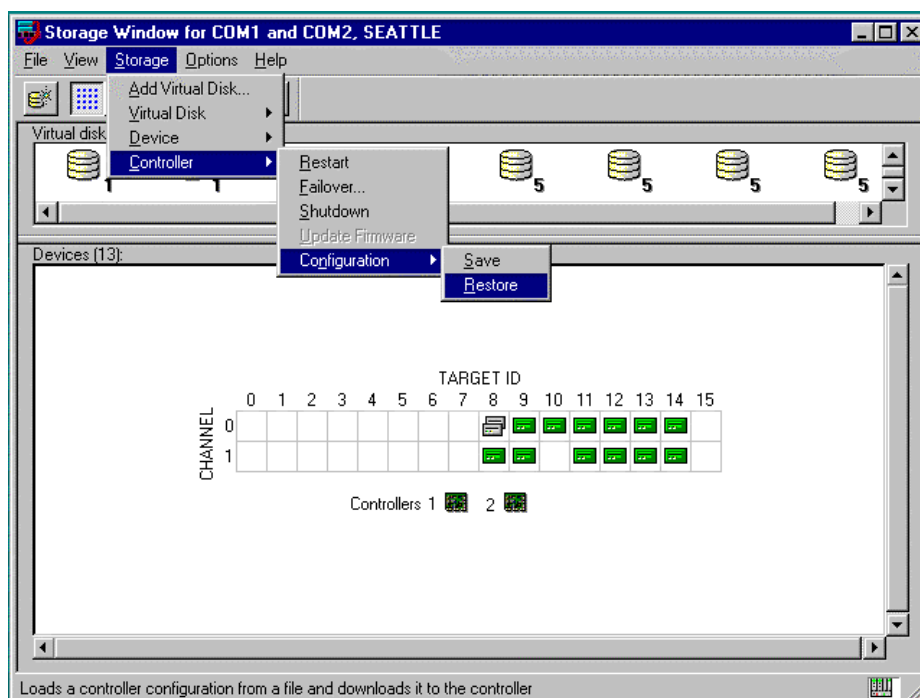 Storage Window for COM1 and COM2, SEATTLE
File View Storage Options Help
Add Virtual Disk...
Virtual Disk
Device
Controller
Virtual disk
1 1 5 5 5 5
Restart
Failover...
Shutdown
Update Firmware
Configuration
Save
Restore
Devices (13):
TARGET ID
0 1 2 3 4 5 6 7 8 9 10 11 12 13 14 15
CHANNEL
0
1
Controllers 1 2
Loads a controller configuration from a file and downloads it to the controller